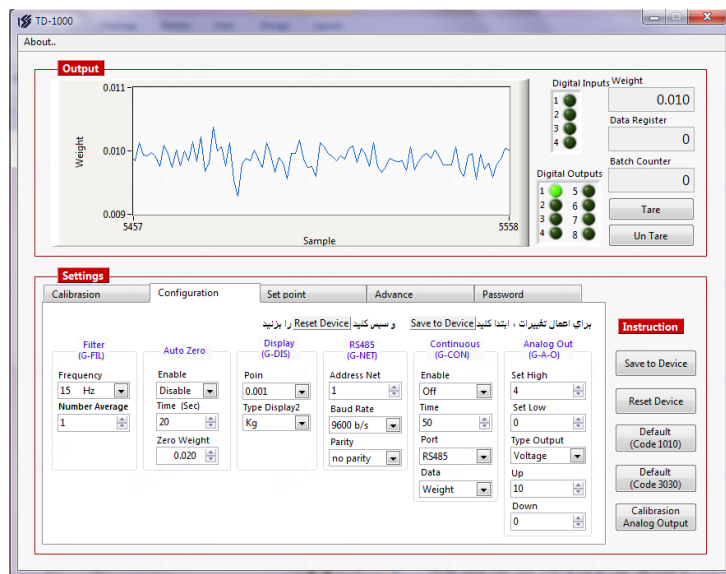 TD-1000
About..
Output
0.011
0.010
0.009
Weight
5457
5558
Sample
Digital Inputs
1
2
3
4
Digital Outputs
1 5
2 6
3 7
4 8
Weight
0.010
Data Register
0
Batch Counter
0
Tare
Un Tare
Settings
Calibrasion
Configuration
Set point
Advance
Password
براي اعمال تغييرات ، ابتدا كليد Save to Device و سپس كليد Reset Device را بزنيد
Filter
(G-FIL)
Frequency
15 Hz
Number Average
1
Auto Zero
Enable
Disable
Time (Sec)
20
Zero Weight
0.020
Display
(G-DIS)
Poin
0.001
Type Display2
Kg
RS485
(G-NET)
Address Net
1
Baud Rate
9600 b/s
Parity
no parity
Continuous
(G-CON)
Enable
Off
Time
50
Port
RS485
Data
Weight
Analog Out
(G-A-O)
Set High
4
Set Low
0
Type Output
Voltage
Up
10
Down
0
Instruction
Save to Device
Reset Device
Default
(Code 1010)
Default
(Code 3030)
Calibrasion
Analog Output